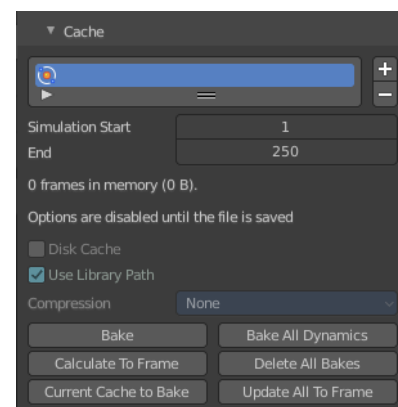 Cache
Simulation Start 1
End 250
0 frames in memory (0 B).
Options are disabled until the file is saved
Disk Cache
Use Library Path
Compression None
Bake Bake All Dynamics
Calculate To Frame Delete All Bakes
Current Cache to Bake Update All To Frame